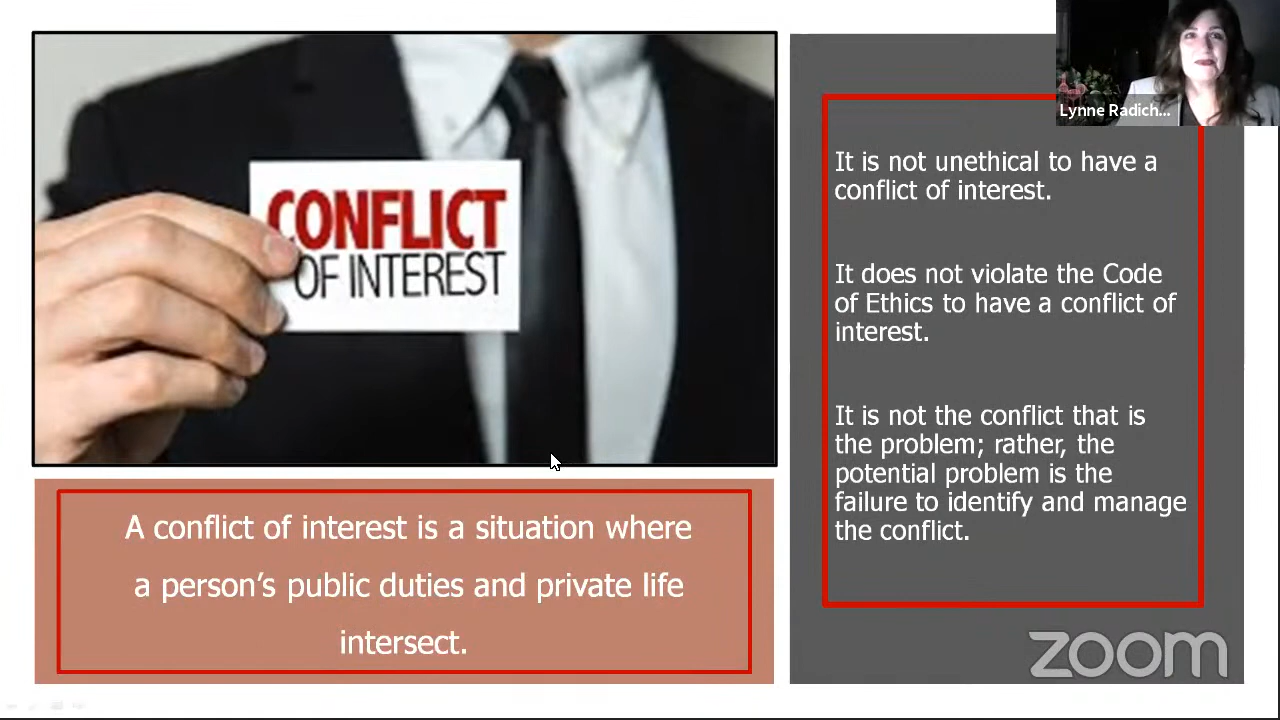 CONFLICT
OF INTEREST
A conflict of interest is a situation where
a person’s public duties and private life
intersect.
Lynne Radich...
It is not unethical to have a
conflict of interest.
It does not violate the Code
of Ethics to have a conflict of
interest.
It is not the conflict that is
the problem; rather, the
potential problem is the
failure to identify and manage
the conflict.
zoom